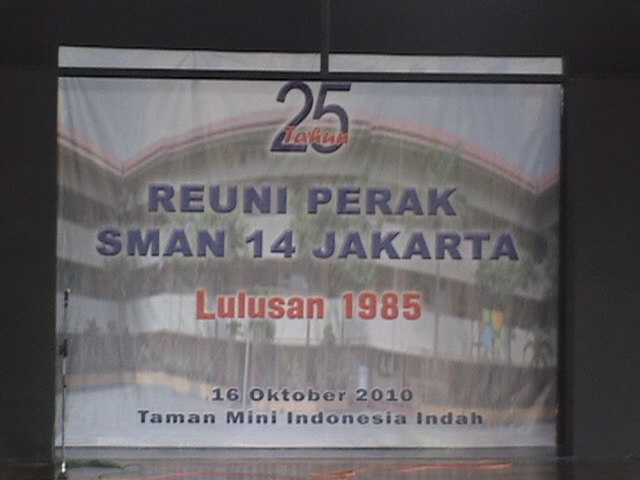 25
Tahun
REUNI PERAK
SMAN 14 JAKARTA
Lulusan 1985
16 Oktober 2010
Taman Mini Indonesia Indah